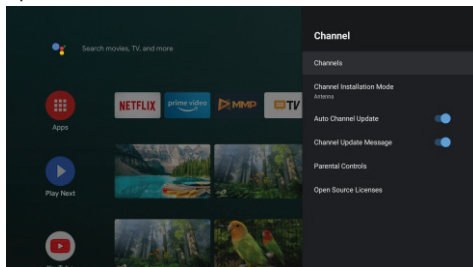 Search movies, TV, and more
Apps
NETFLIX
prime video
MMP
TV
Play Next
Channel
Channels
Channel Installation Mode
Antenna
Auto Channel Update
Channel Update Message
Parental Controls
Open Source Licenses